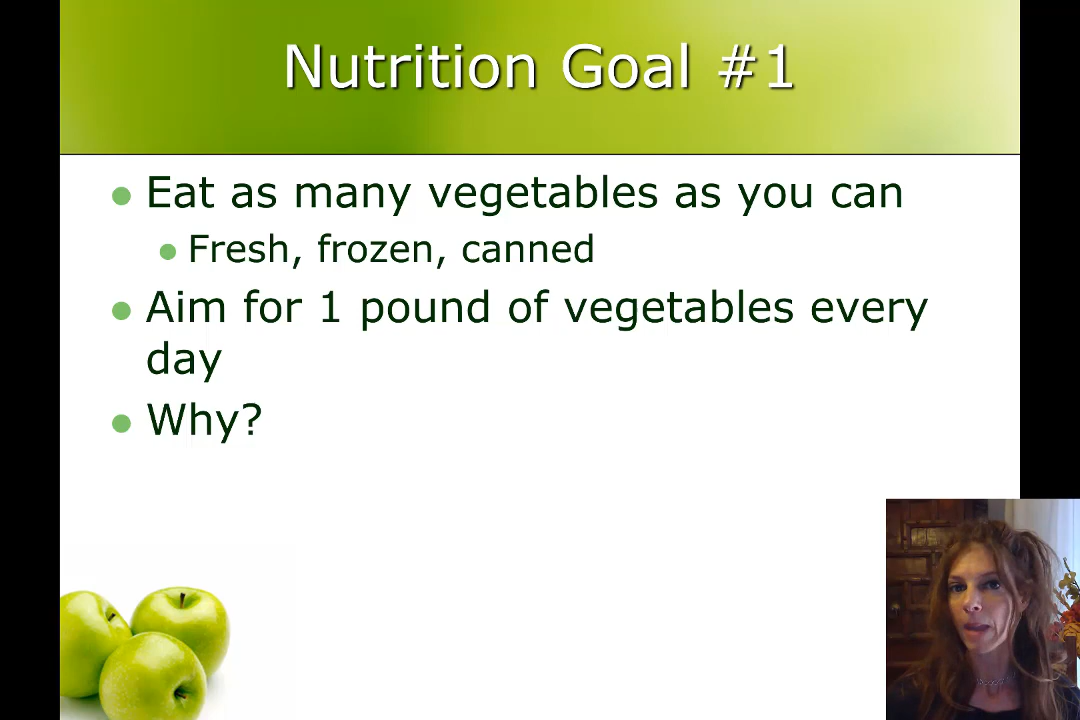 Nutrition Goal #1
Eat as many vegetables as you can
Fresh, frozen, canned
Aim for 1 pound of vegetables every
day
Why?